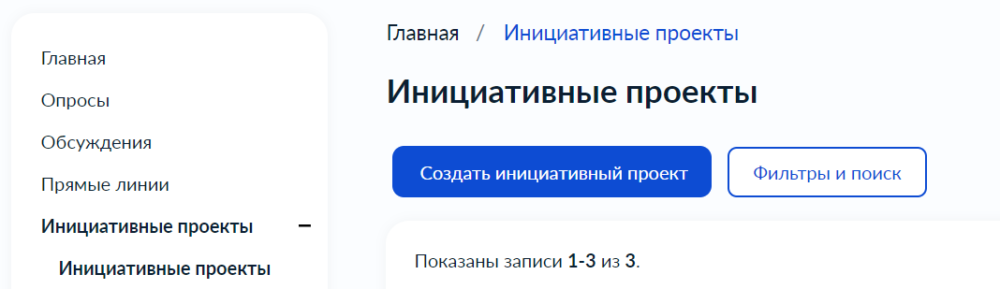 Главная
Опросы
Обсуждения
Прямые линии
Инициативные проекты −
Инициативные проекты
Главная / Инициативные проекты
Инициативные проекты
Создать инициативный проект
Фильтры и поиск
Показаны записи 1-3 из 3.